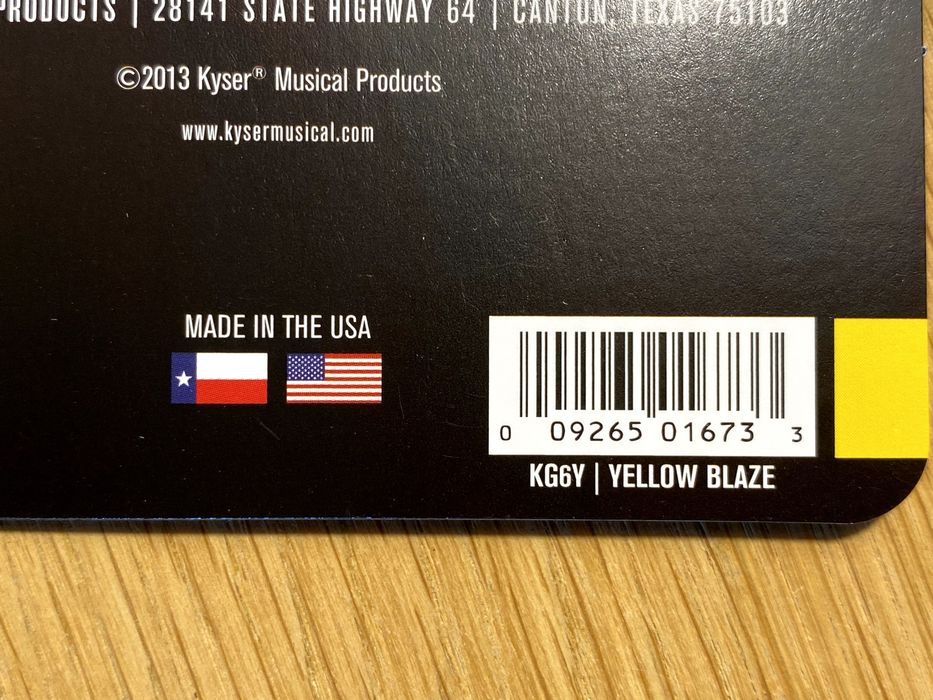 PRODUCTS | 28141 STATE HIGHWAY 64 | CANTON, TEXAS 75103
©2013 Kyser® Musical Products
www.kysermusical.com
MADE IN THE USA
0 09265 01673 3
KG6Y | YELLOW BLAZE